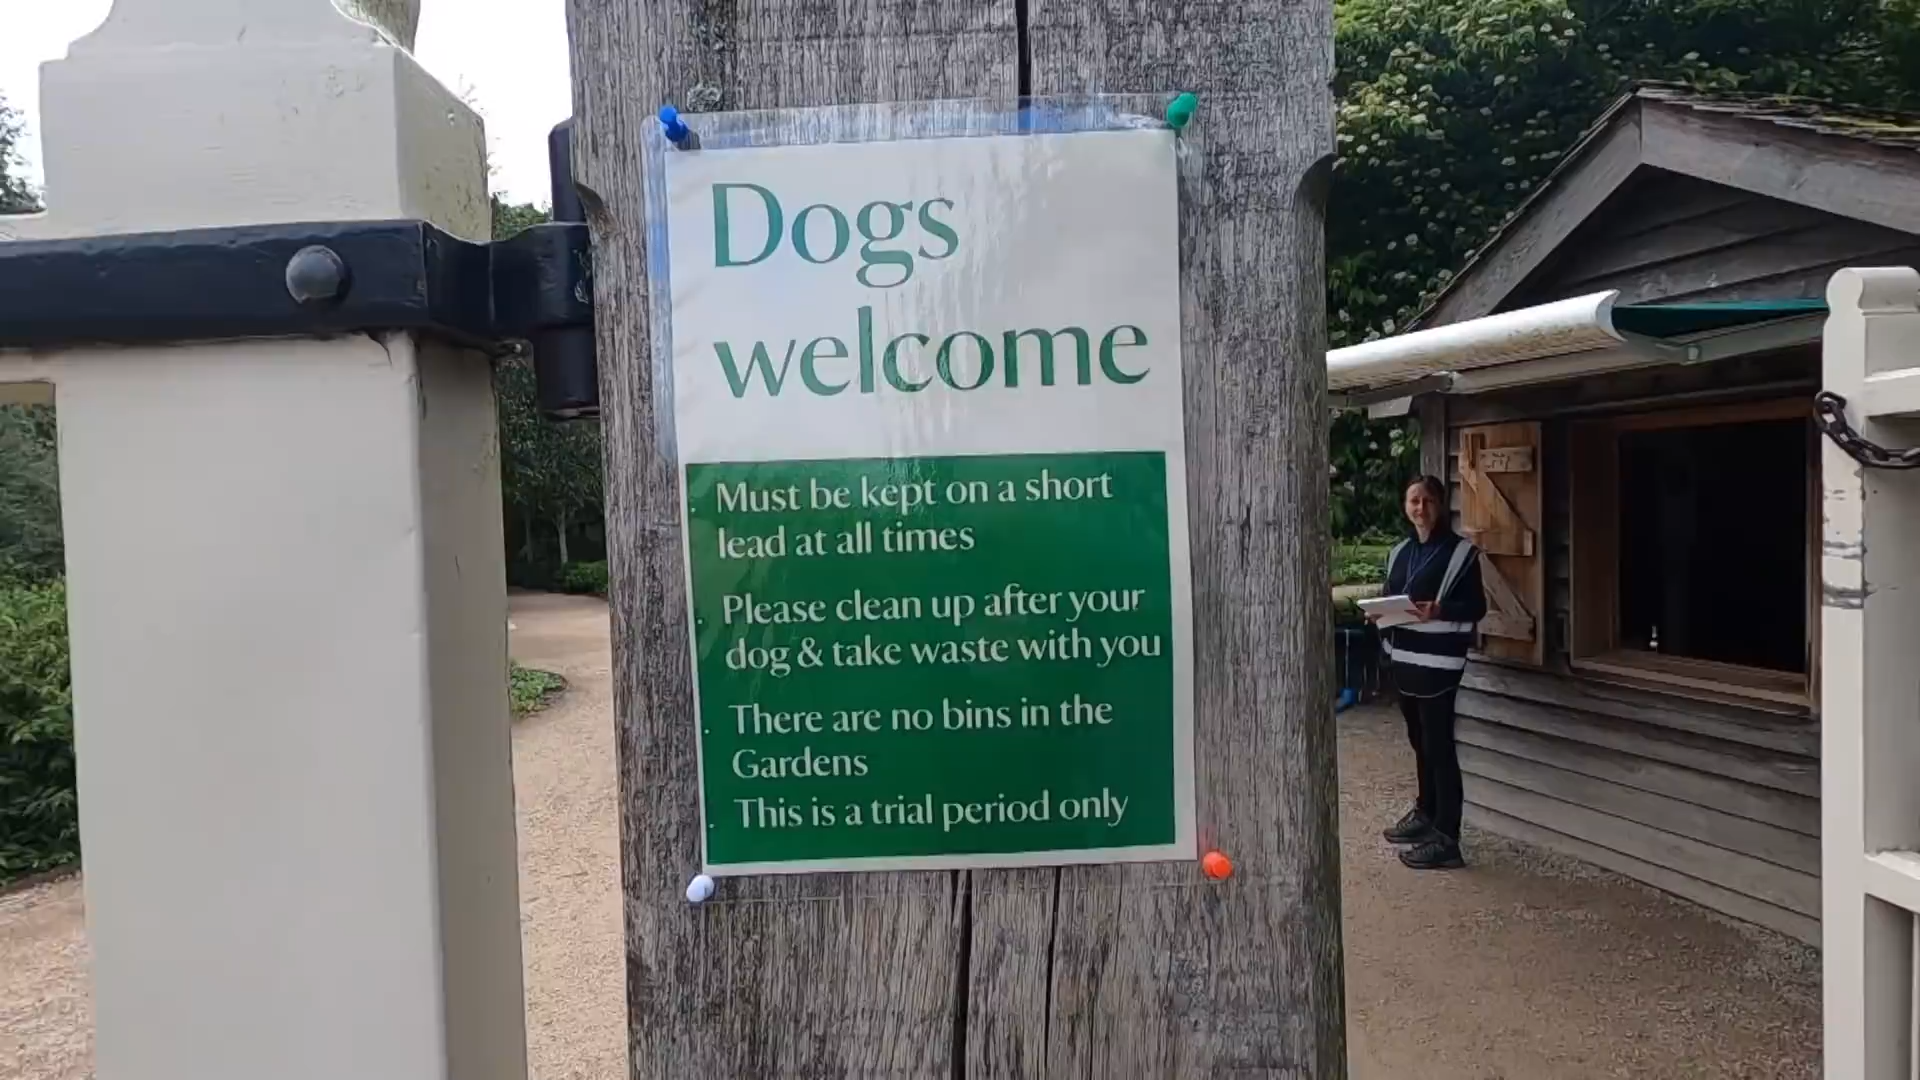 Dogs
welcome
Must be kept on a short
lead at all times
Please clean up after your
dog & take waste with you
There are no bins in the
Gardens
This is a trial period only